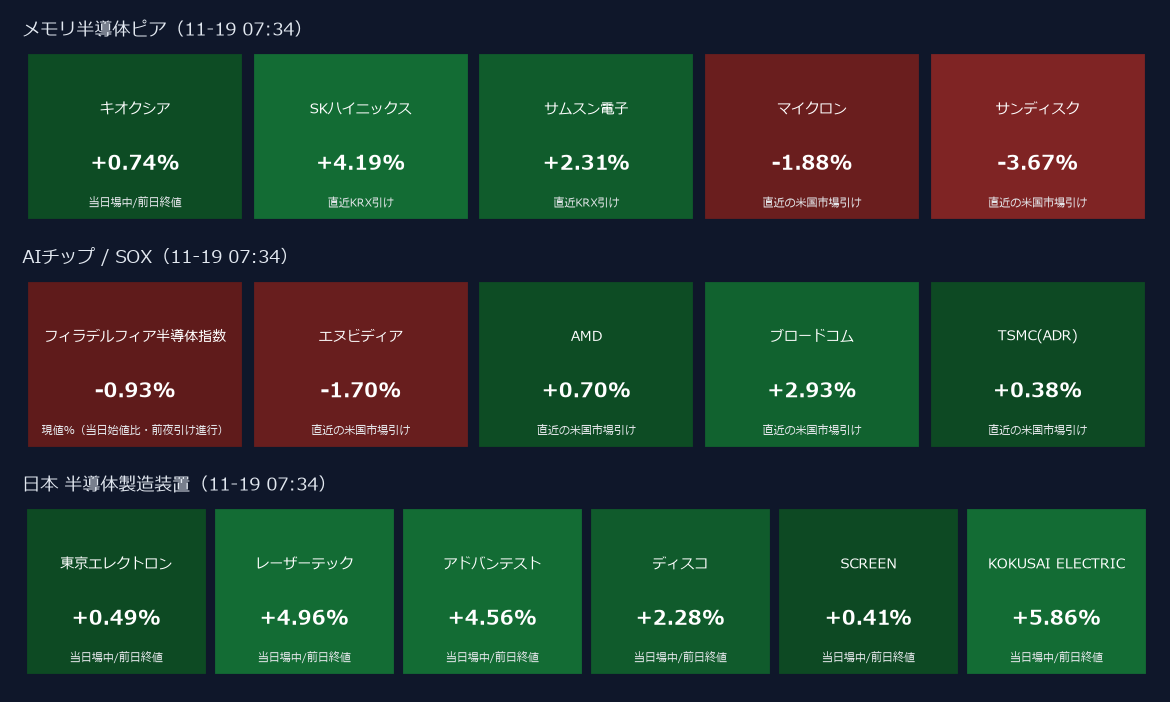 メモリ半導体ピア（11-19 07:34）
キオクシア
+0.74%
当日場中/前日終値
SKハイニックス
+4.19%
直近KRX引け
サムスン電子
+2.31%
直近KRX引け
マイクロン
-1.88%
直近の米国市場引け
サンディスク
-3.67%
直近の米国市場引け
AIチップ / SOX（11-19 07:34）
フィラデルフィア半導体指数
-0.93%
現値%（当日始値比・前夜引け進行）
エヌビディア
-1.70%
直近の米国市場引け
AMD
+0.70%
直近の米国市場引け
ブロードコム
+2.93%
直近の米国市場引け
TSMC(ADR)
+0.38%
直近の米国市場引け
日本 半導体製造装置（11-19 07:34）
東京エレクトロン
+0.49%
当日場中/前日終値
レーザーテック
+4.96%
当日場中/前日終値
アドバンテスト
+4.56%
当日場中/前日終値
ディスコ
+2.28%
当日場中/前日終値
SCREEN
+0.41%
当日場中/前日終値
KOKUSAI ELECTRIC
+5.86%
当日場中/前日終値